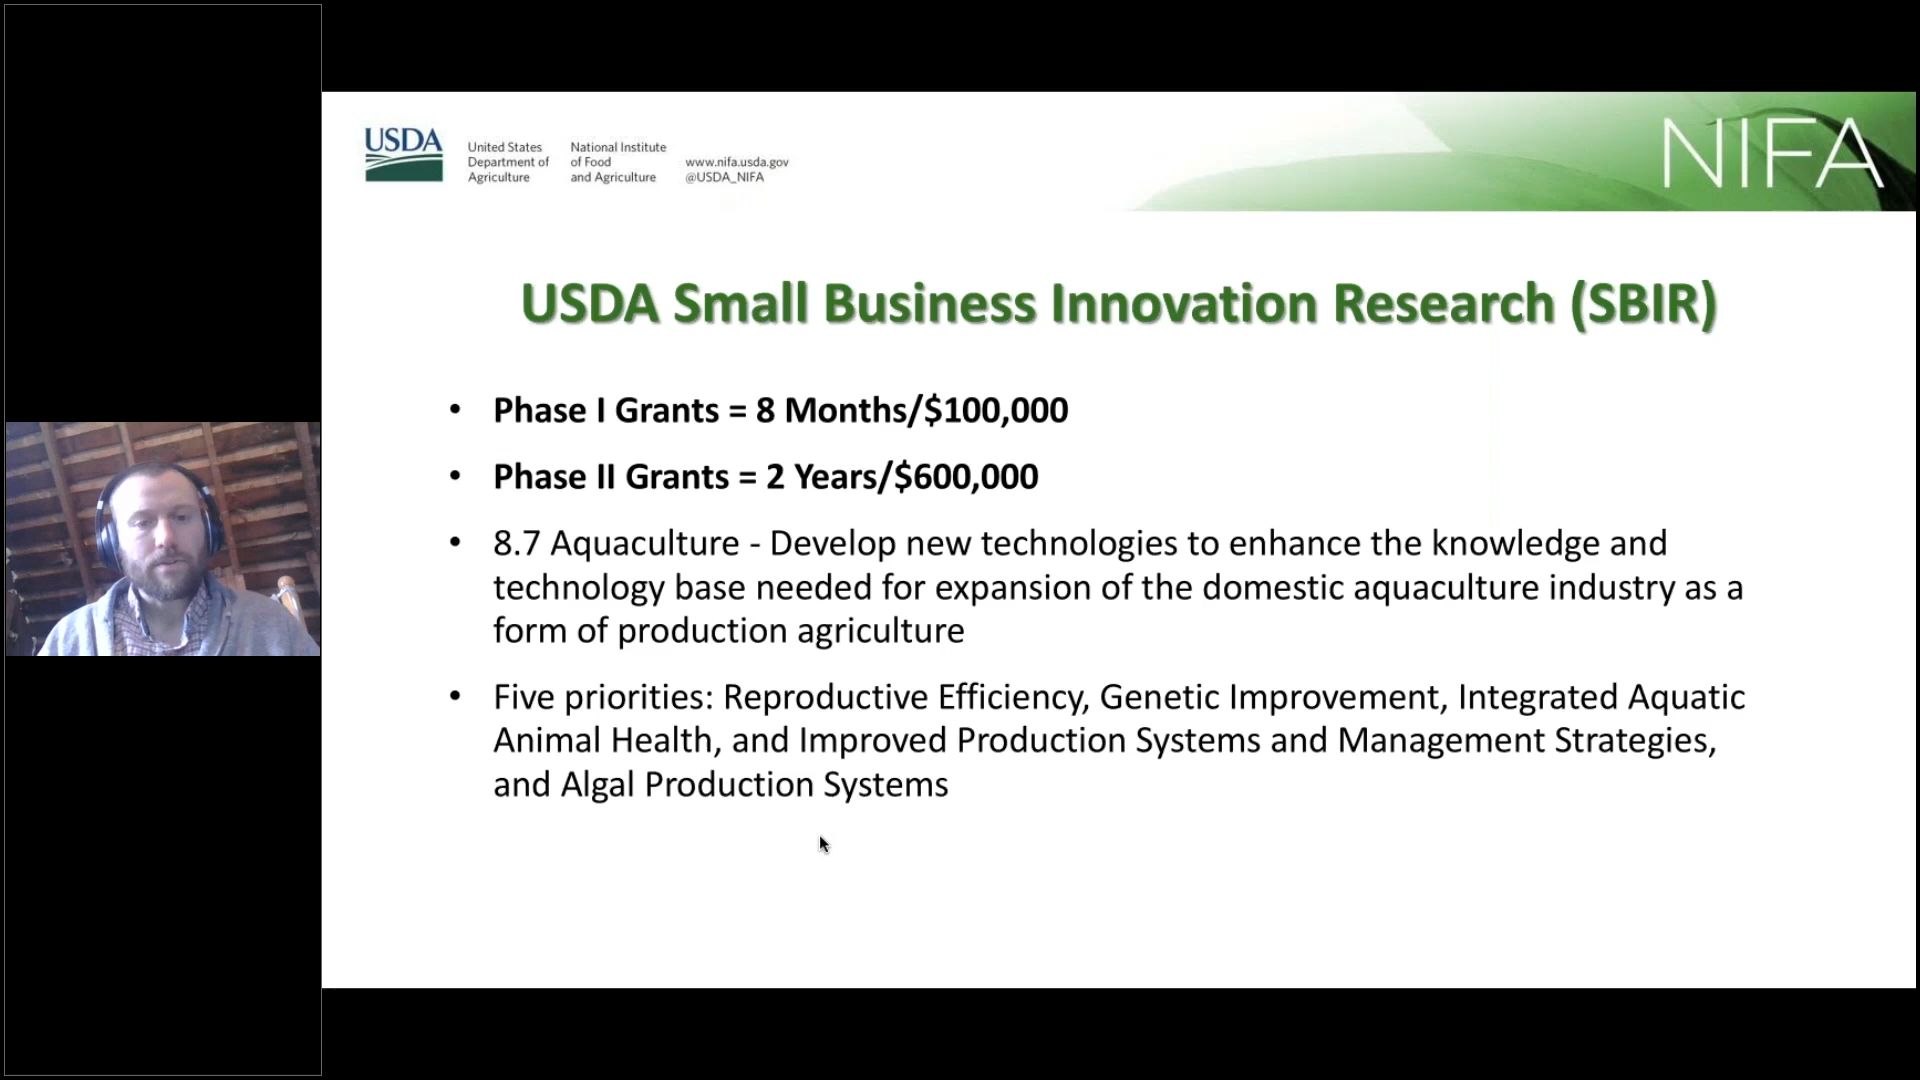 USDA
United States
Department of
Agriculture
National Institute
of Food
and Agriculture
www.nifa.usda.gov
@USDA_NIFA
NIFA
USDA Small Business Innovation Research (SBIR)
• Phase I Grants = 8 Months/$100,000
• Phase II Grants = 2 Years/$600,000
• 8.7 Aquaculture - Develop new technologies to enhance the knowledge and
technology base needed for expansion of the domestic aquaculture industry as a
form of production agriculture
• Five priorities: Reproductive Efficiency, Genetic Improvement, Integrated Aquatic
Animal Health, and Improved Production Systems and Management Strategies,
and Algal Production Systems